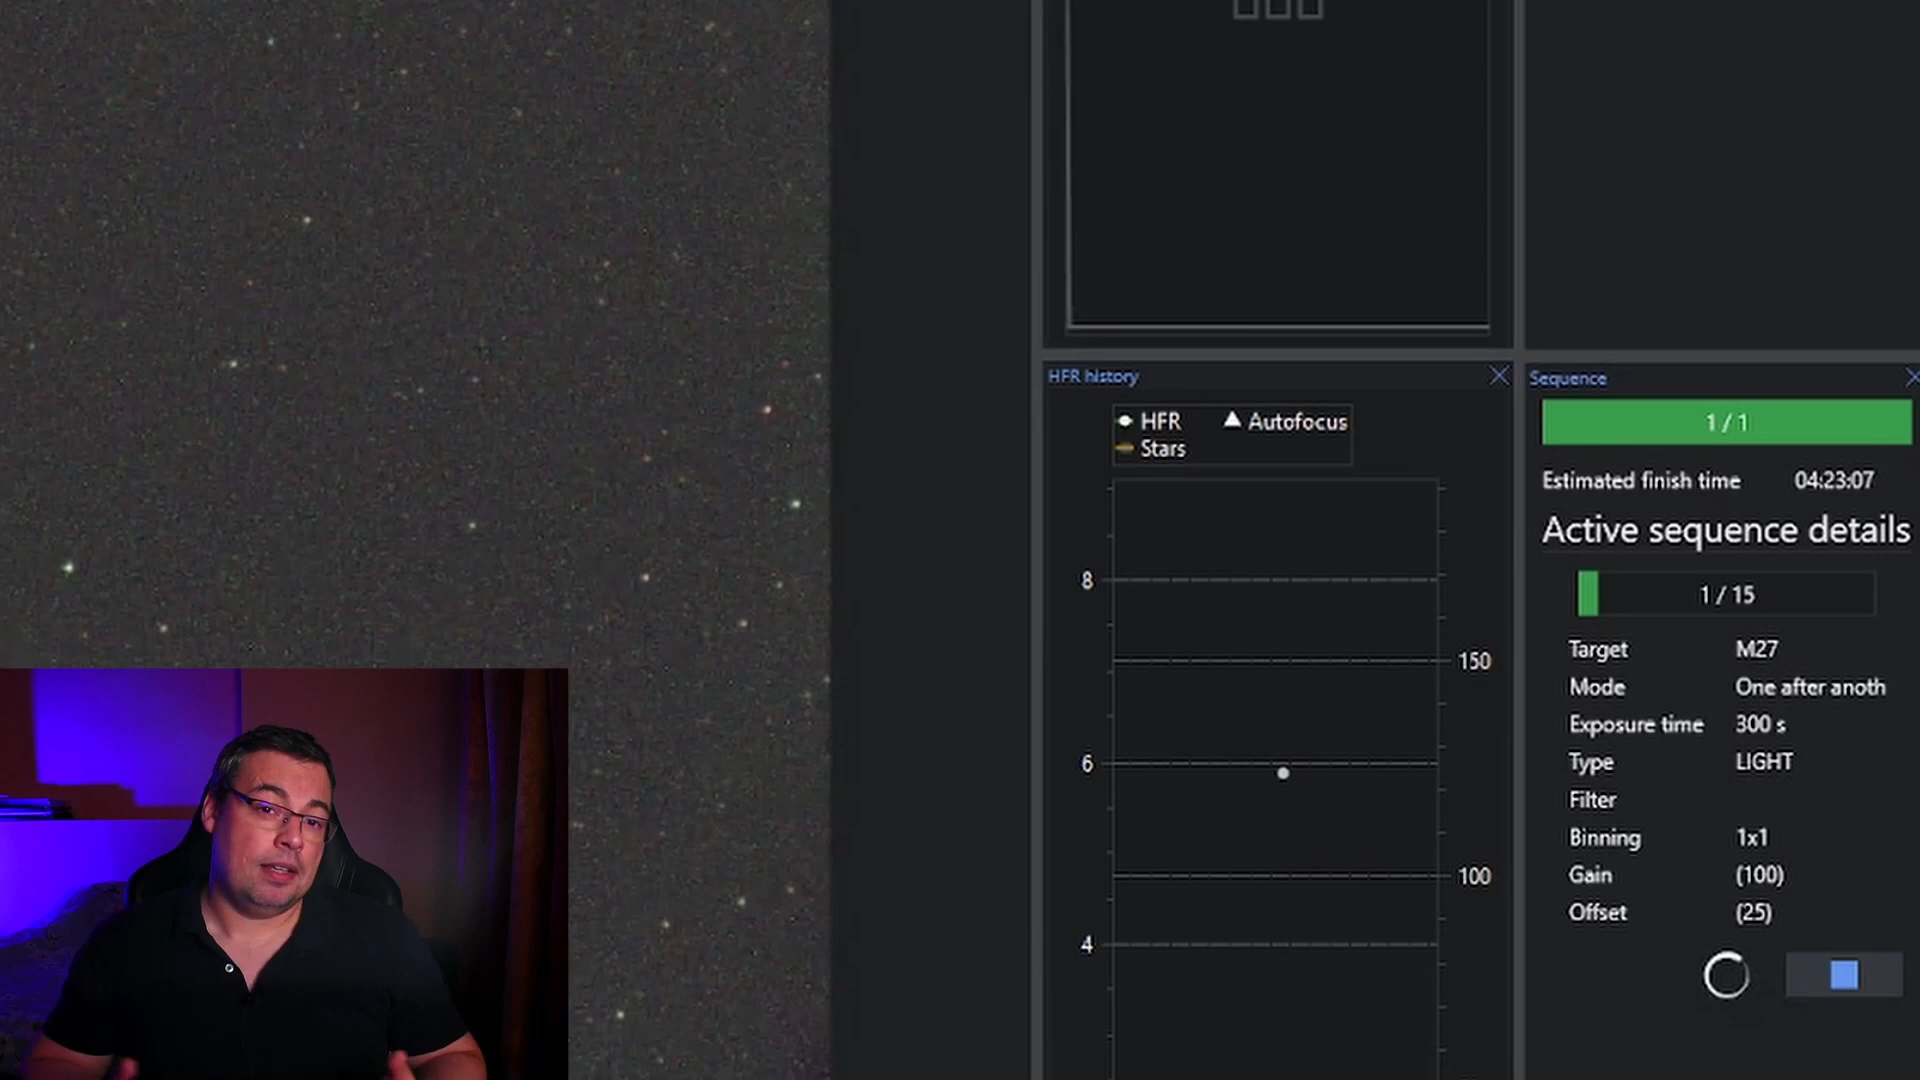 HFR history
HFR
Autofocus
Stars
8
150
6
100
4
Sequence
1 / 1
Estimated finish time 04:23:07
Active sequence details
1 / 15
Target M27
Mode One after anoth
Exposure time 300 s
Type LIGHT
Filter
Binning 1x1
Gain (100)
Offset (25)